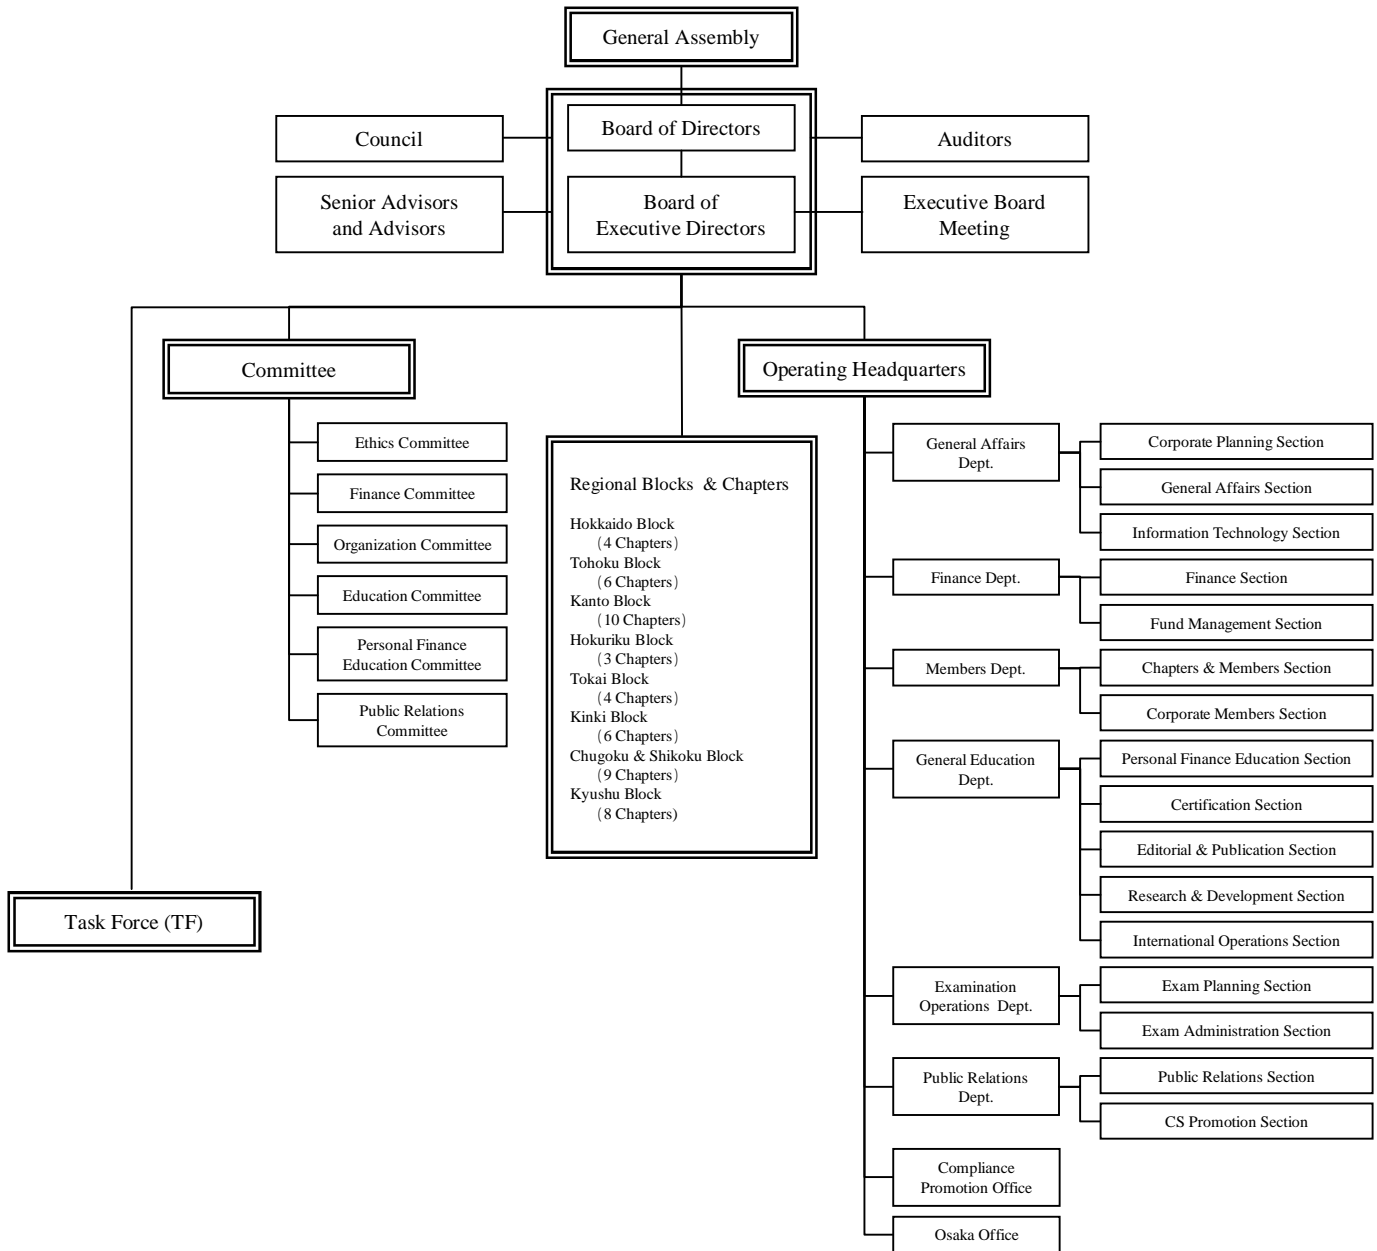 General Assembly
Board of Directors
Council
Auditors
Senior Advisors
and Advisors
Board of
Executive Directors
Executive Board
Meeting
Committee
Operating Headquarters
Ethics Committee
Finance Committee
Organization Committee
Education Committee
Personal Finance
Education Committee
Public Relations
Committee
Regional Blocks & Chapters
Hokkaido Block
(4 Chapters)
Tohoku Block
(6 Chapters)
Kanto Block
(10 Chapters)
Hokuriku Block
(3 Chapters)
Tokai Block
(4 Chapters)
Kinki Block
(6 Chapters)
Chugoku & Shikoku Block
(9 Chapters)
Kyushu Block
(8 Chapters)
General Affairs
Dept.
Corporate Planning Section
General Affairs Section
Information Technology Section
Finance Dept.
Finance Section
Fund Management Section
Members Dept.
Chapters & Members Section
Corporate Members Section
General Education
Dept.
Personal Finance Education Section
Certification Section
Editorial & Publication Section
Research & Development Section
International Operations Section
Examination
Operations Dept.
Exam Planning Section
Exam Administration Section
Public Relations
Dept.
Public Relations Section
CS Promotion Section
Compliance
Promotion Office
Osaka Office
Task Force (TF)